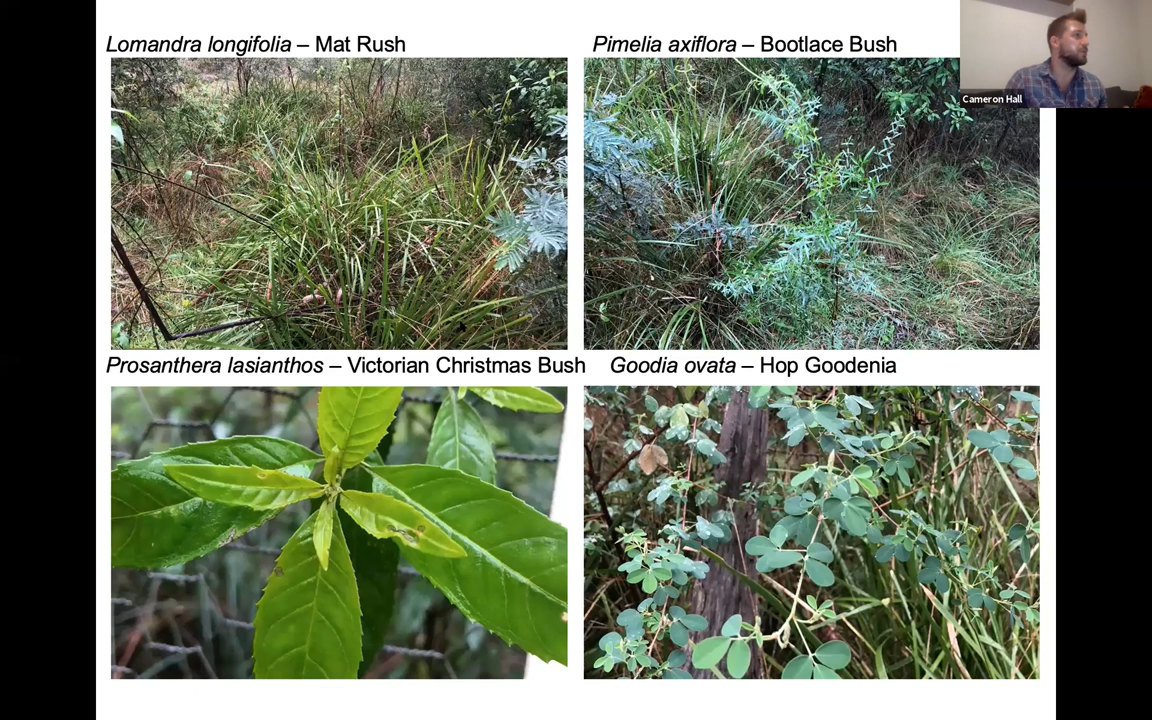 Lomandra longifolia – Mat Rush
Pimelia axiflora – Bootlace Bush
Cameron Hall
Prosanthera lasianthos – Victorian Christmas Bush
Goodia ovata – Hop Goodenia